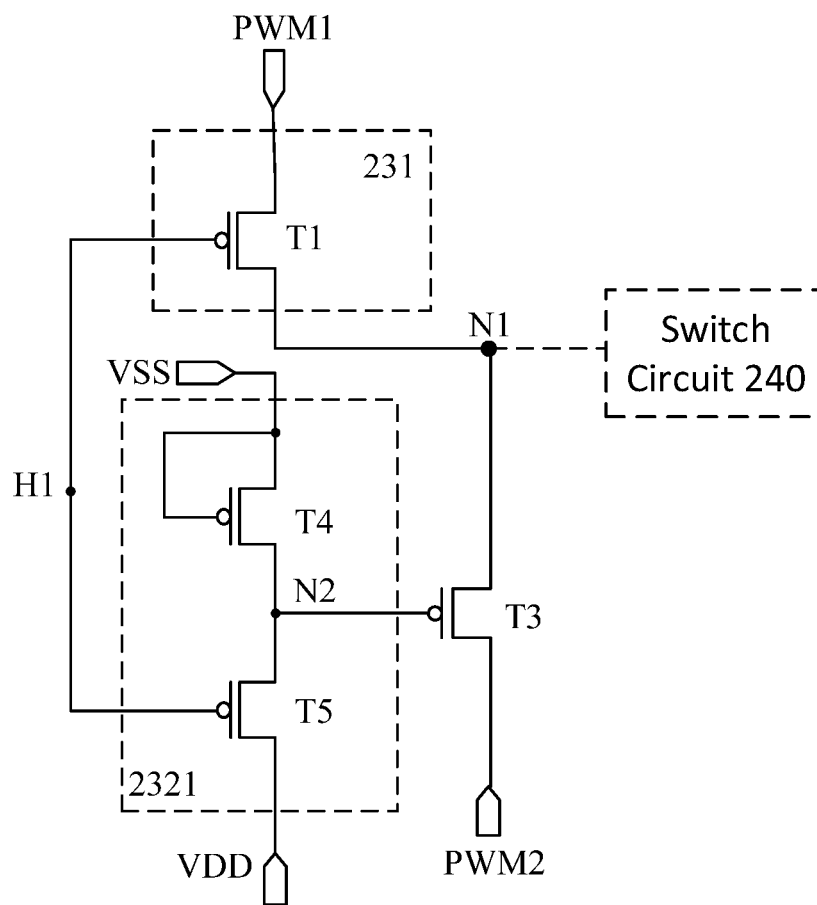 PWM1
231
T1
N1
Switch
Circuit 240
VSS
H1
T4
N2
T3
T5
2321
VDD
PWM2